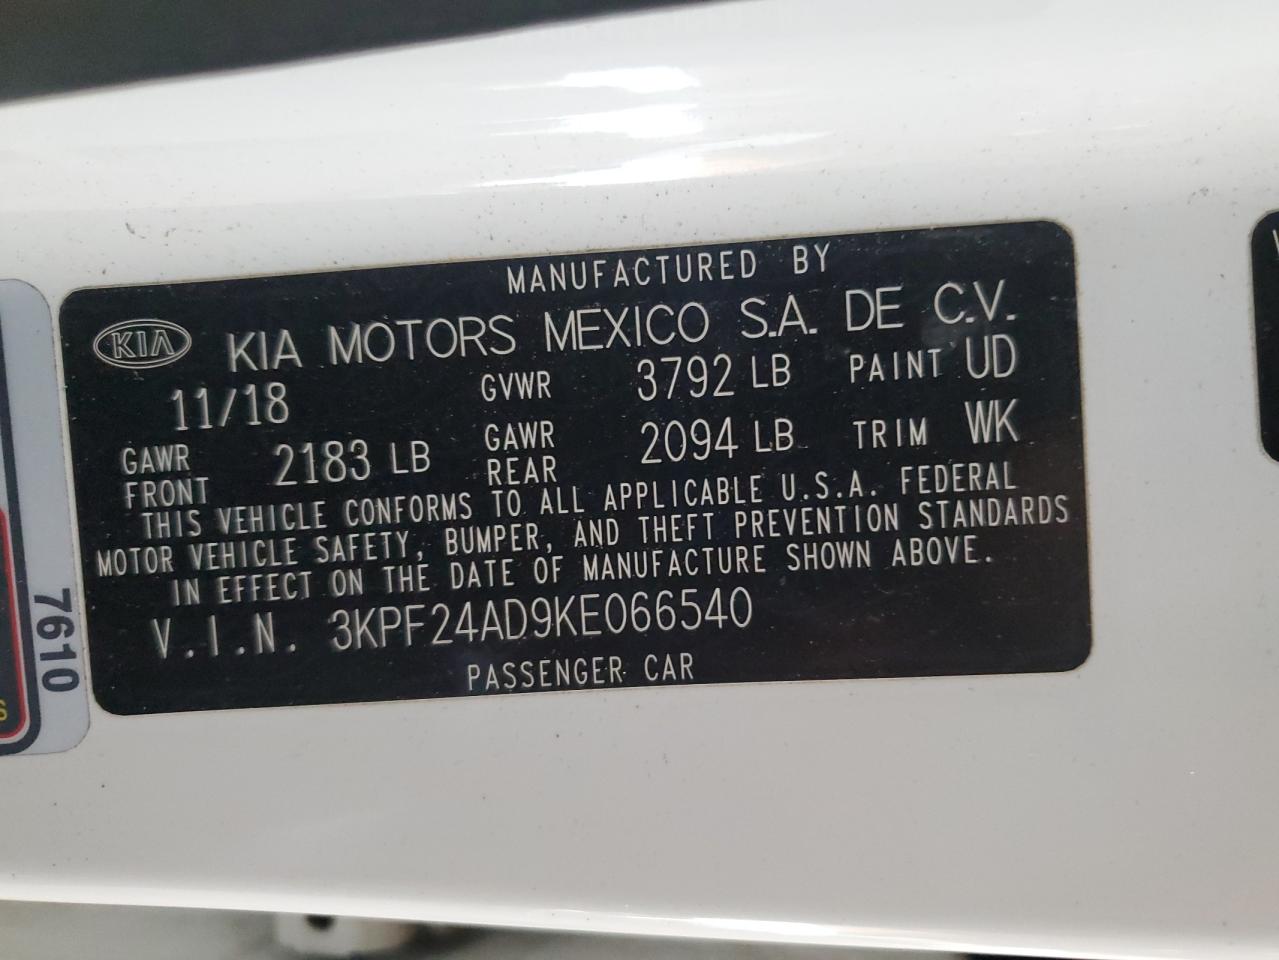 MANUFACTURED BY
KIA KIA MOTORS MEXICO S.A. DE C.V.
11/18 GVWR 3792 LB PAINT UD
GAWR FRONT 2183 LB GAWR REAR 2094 LB TRIM WK
THIS VEHICLE CONFORMS TO ALL APPLICABLE U.S.A. FEDERAL
MOTOR VEHICLE SAFETY, BUMPER, AND THEFT PREVENTION STANDARDS
IN EFFECT ON THE DATE OF MANUFACTURE SHOWN ABOVE.
V.I.N. 3KPF24AD9KE066540
PASSENGER CAR
7610
S